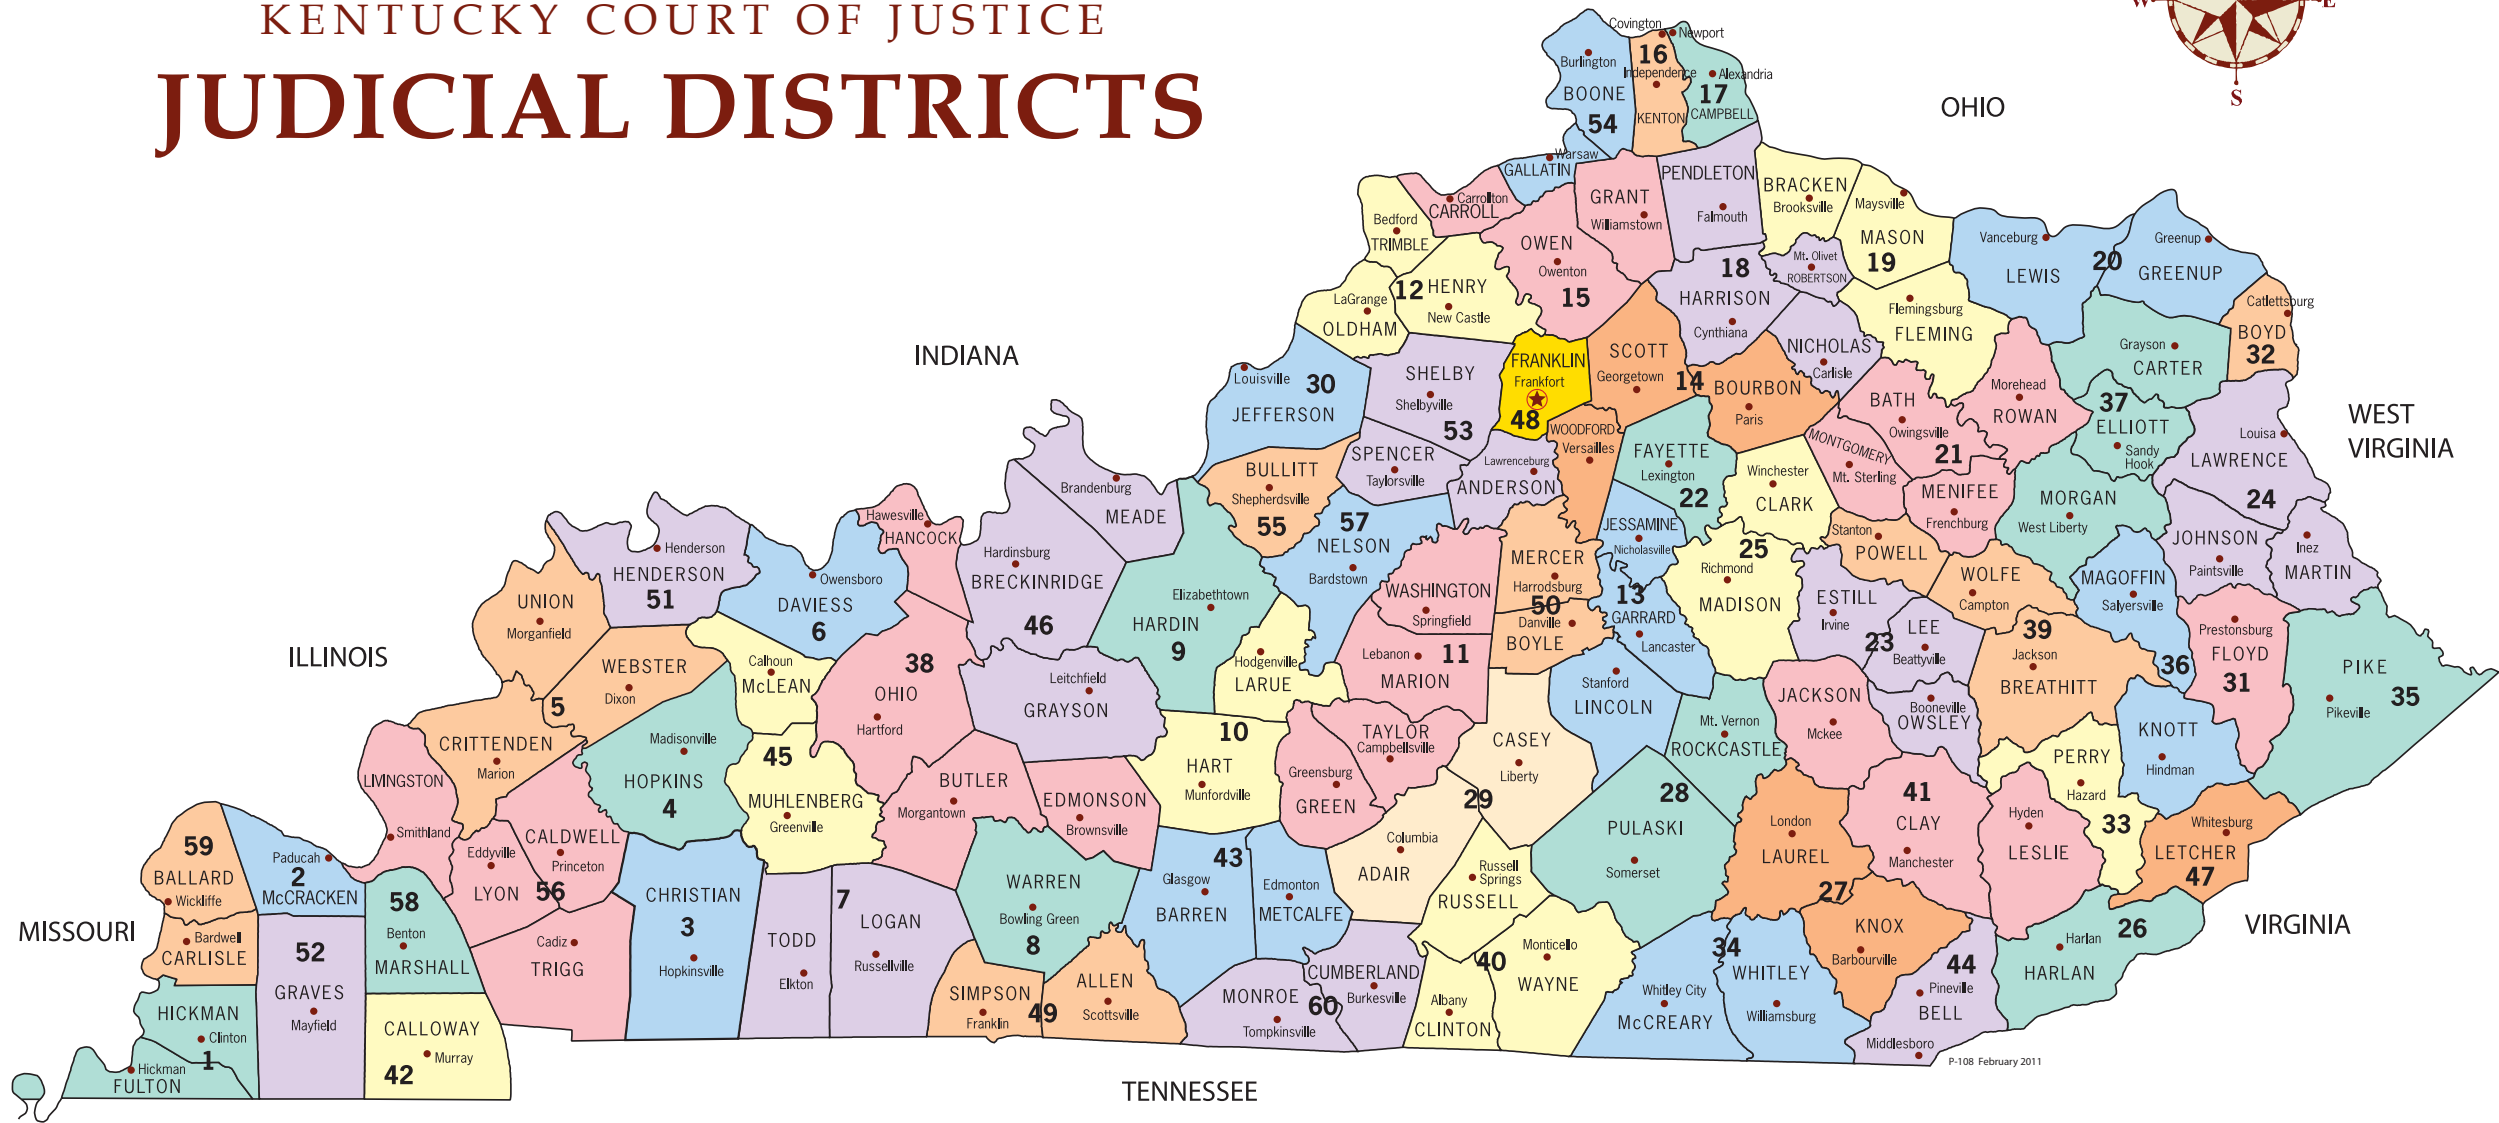 KENTUCKY COURT OF JUSTICE
JUDICIAL DISTRICTS
W
E
S
OHIO
INDIANA
ILLINOIS
MISSOURI
TENNESSEE
WEST
VIRGINIA
VIRGINIA
Covington
Newport
16
Burlington
Independence
Alexandria
BOONE
17
54
KENTON
CAMPBELL
Warsaw
GALLATIN
PENDLETON
Falmouth
BRACKEN
Brooksville
Maysville
MASON
19
GRANT
Williamstown
Carrollton
CARROLL
Bedford
TRIMBLE
OWEN
Owenton
15
12
HENRY
New Castle
LaGrange
OLDHAM
18
HARRISON
Cynthiana
Mt. Olivet
ROBERTSON
Flemingsburg
FLEMING
Vanceburg
LEWIS
20
Greenup
GREENUP
Catlettsburg
BOYD
32
Grayson
CARTER
37
ELLIOTT
Sandy
Hook
Louisa
LAWRENCE
24
Morehead
ROWAN
NICHOLAS
Carlisle
BATH
Owingsville
21
MONTGOMERY
Mt. Sterling
MENIFEE
Frenchburg
MORGAN
West Liberty
JOHNSON
Paintsville
Inez
MARTIN
Louisville
30
JEFFERSON
SHELBY
Shelbyville
53
FRANKLIN
Frankfort
48
SCOTT
Georgetown
14
BOURBON
Paris
WOODFORD
Versailles
FAYETTE
Lexington
22
Winchester
CLARK
SPENCER
Taylorsville
Lawrenceburg
ANDERSON
BULLITT
Shepherdsville
55
57
NELSON
Bardstown
JESSAMINE
Nicholasville
25
Richmond
MADISON
Stanton
POWELL
WOLFE
Campton
MAGOFFIN
Salyersville
36
Prestonsburg
FLOYD
31
PIKE
35
Pikeville
MERCER
Harrodsburg
50
Danville
BOYLE
13
GARRARD
Lancaster
ESTILL
Irvine
23
LEE
Beattyville
39
Jackson
BREATHITT
KNOTT
Hindman
Brandenburg
MEADE
Hardinsburg
BRECKINRIDGE
46
Hawesville
HANCOCK
Owensboro
DAVIESS
6
Henderson
HENDERSON
51
UNION
Morganfield
WEBSTER
Dixon
5
CRITTENDEN
Marion
Calhoun
McLEAN
38
OHIO
Hartford
Elizabethtown
HARDIN
9
Hodgenville
LARUE
WASHINGTON
Springfield
Lebanon
11
MARION
Stanford
LINCOLN
Mt. Vernon
ROCKCASTLE
JACKSON
Mckee
Booneville
OWSLEY
PERRY
Hazard
33
Leitchfield
GRAYSON
10
HART
Munfordville
TAYLOR
Campbellsville
Greensburg
GREEN
CASEY
Liberty
29
Columbia
ADAIR
28
PULASKI
Somerset
London
LAUREL
27
41
CLAY
Manchester
Hyden
LESLIE
Whitesburg
LETCHER
47
26
Harlan
HARLAN
Madisonville
HOPKINS
4
45
MUHLENBERG
Greenville
BUTLER
Morgantown
EDMONSON
Brownsville
LIVINGSTON
Smithland
CALDWELL
Princeton
Eddyville
LYON
56
Cadiz
TRIGG
59
BALLARD
Wickliffe
Paducah
2
McCRACKEN
58
Benton
MARSHALL
Bardwell
CARLISLE
52
GRAVES
Mayfield
HICKMAN
Clinton
1
Hickman
FULTON
CALLOWAY
Murray
42
CHRISTIAN
3
Hopkinsville
TODD
Elkton
7
LOGAN
Russellville
WARREN
Bowling Green
8
SIMPSON
Franklin
49
ALLEN
Scottsville
43
Glasgow
BARREN
Edmonton
METCALFE
MONROE
Tompkinsville
60
CUMBERLAND
Burkesville
Russell
Springs
RUSSELL
40
Albany
CLINTON
Monticello
WAYNE
34
Whitley City
McCREARY
WHITLEY
Williamsburg
KNOX
Barbourville
44
Pineville
BELL
Middlesboro
P-108 February 2011